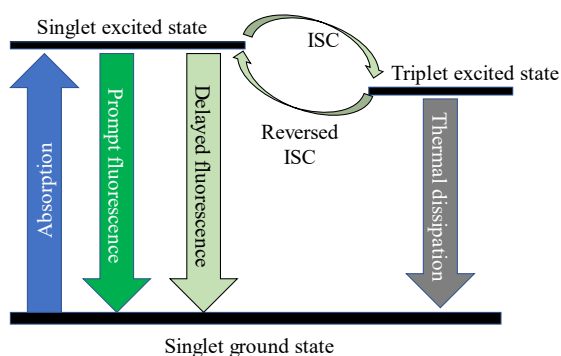 Singlet excited state
ISC
Triplet excited state
Reversed
ISC
Absorption
Prompt fluorescence
Delayed fluorescence
Thermal dissipation
Singlet ground state